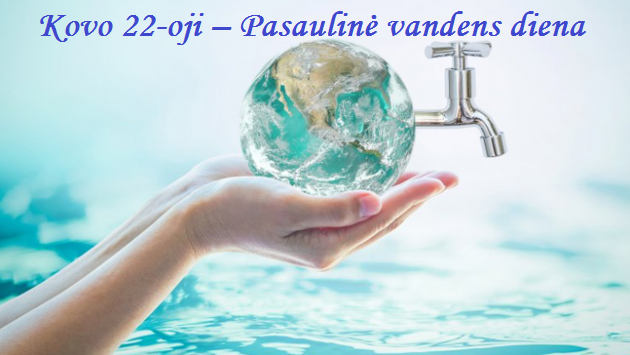 Kovo 22-oji – Pasaulinė vandens diena